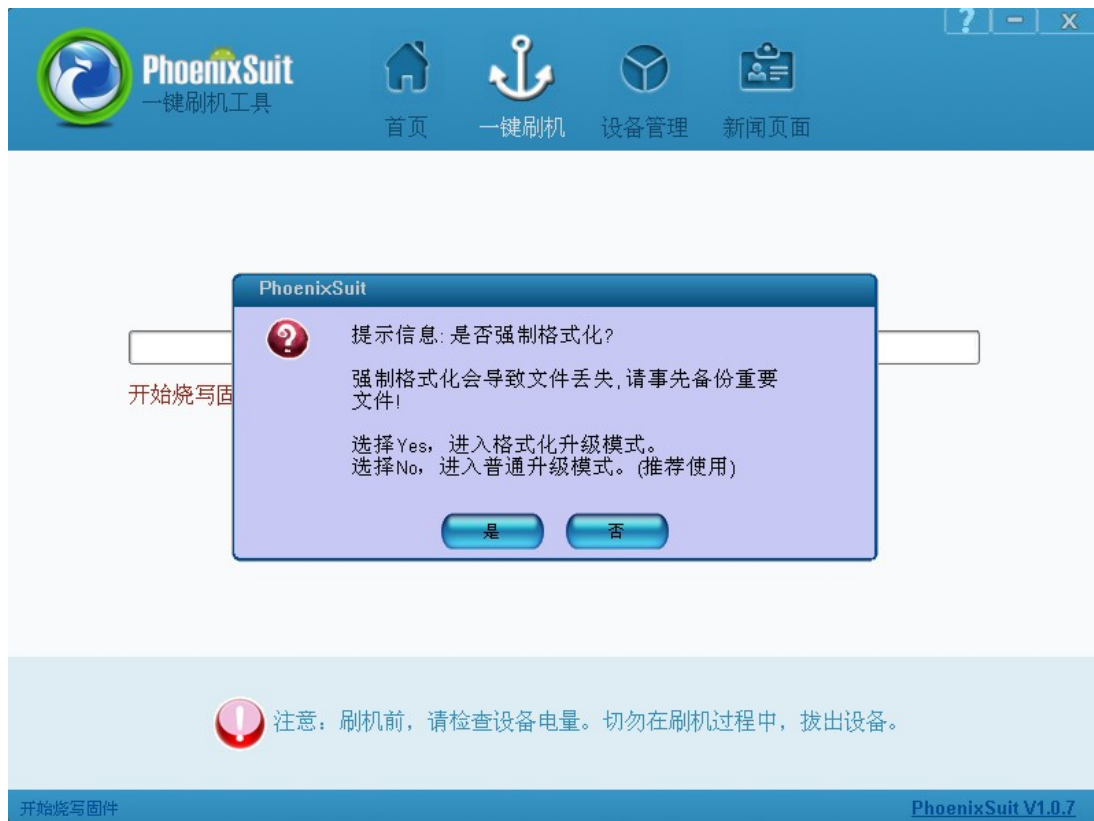 ? - X
PhoenixSuit
一键刷机工具
首页 一键刷机 设备管理 新闻页面
PhoenixSuit
提示信息: 是否强制格式化?
强制格式化会导致文件丢失,请事先备份重要
文件!
选择Yes，进入格式化升级模式。
选择No，进入普通升级模式。(推荐使用)
是 否
开始烧写固
注意：刷机前，请检查设备电量。切勿在刷机过程中，拔出设备。
开始烧写固件 PhoenixSuit V1.0.7